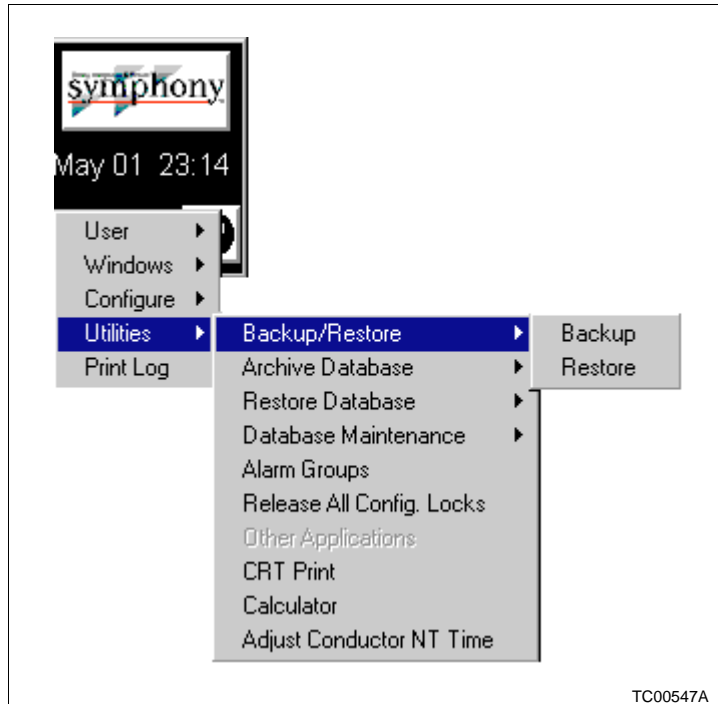 symphony
May 01 23:14
User
Windows
Configure
Utilities
Print Log
Backup/Restore
Archive Database
Restore Database
Database Maintenance
Alarm Groups
Release All Config. Locks
Other Applications
CRT Print
Calculator
Adjust Conductor NT Time
Backup
Restore
TC00547A